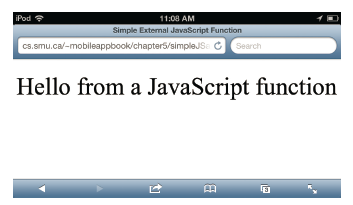 iPod 11:08 AM
Simple External JavaScript Function
cs.smu.ca/~mobileappbook/chapter5/simpleJS
Search
Hello from a JavaScript function
3